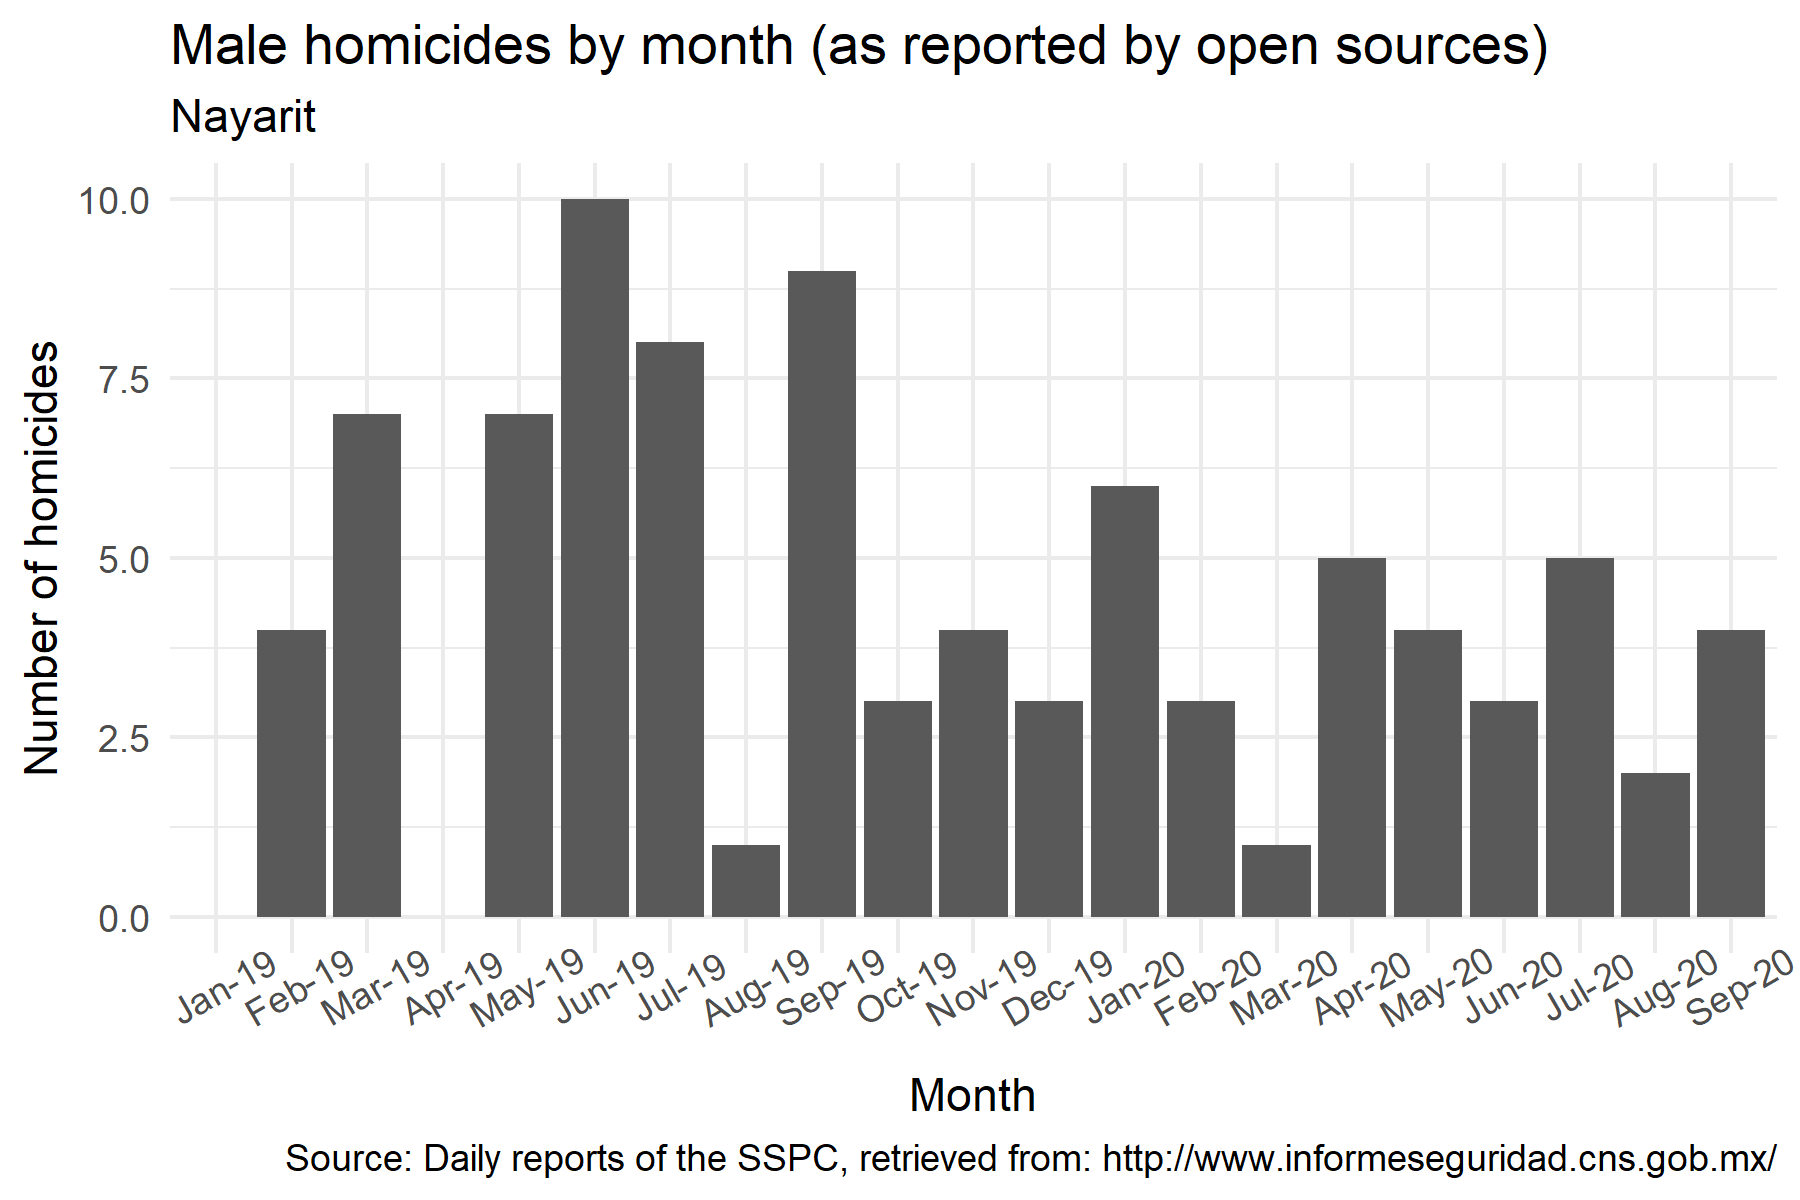 Male homicides by month (as reported by open sources)
Nayarit
Number of homicides
10.0
7.5
5.0
2.5
0.0
Jan-19
Feb-19
Mar-19
Apr-19
May-19
Jun-19
Jul-19
Aug-19
Sep-19
Oct-19
Nov-19
Dec-19
Jan-20
Feb-20
Mar-20
Apr-20
May-20
Jun-20
Jul-20
Aug-20
Sep-20
Month
Source: Daily reports of the SSPC, retrieved from: http://www.informeseguridad.cns.gob.mx/